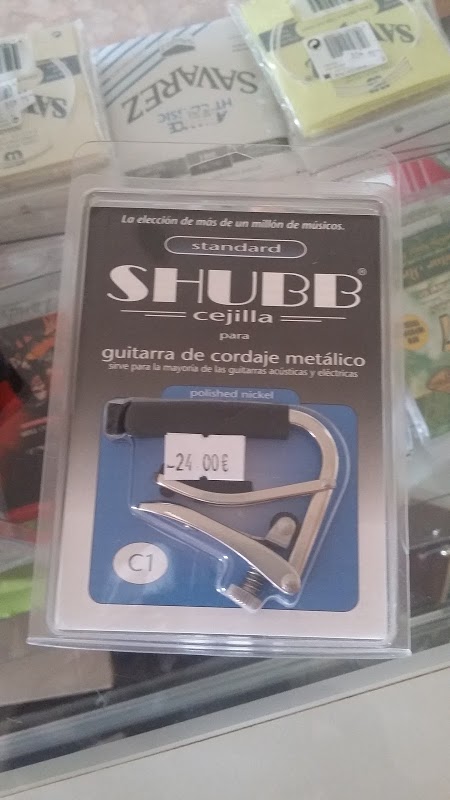 SAVAREZ
La elección de más de un millón de músicos.
standard
SHUBB®
cejilla
para
guitarra de cordaje metálico
sirve para la mayoría de las guitarras acústicas y eléctricas
polished nickel
24.00€
C1